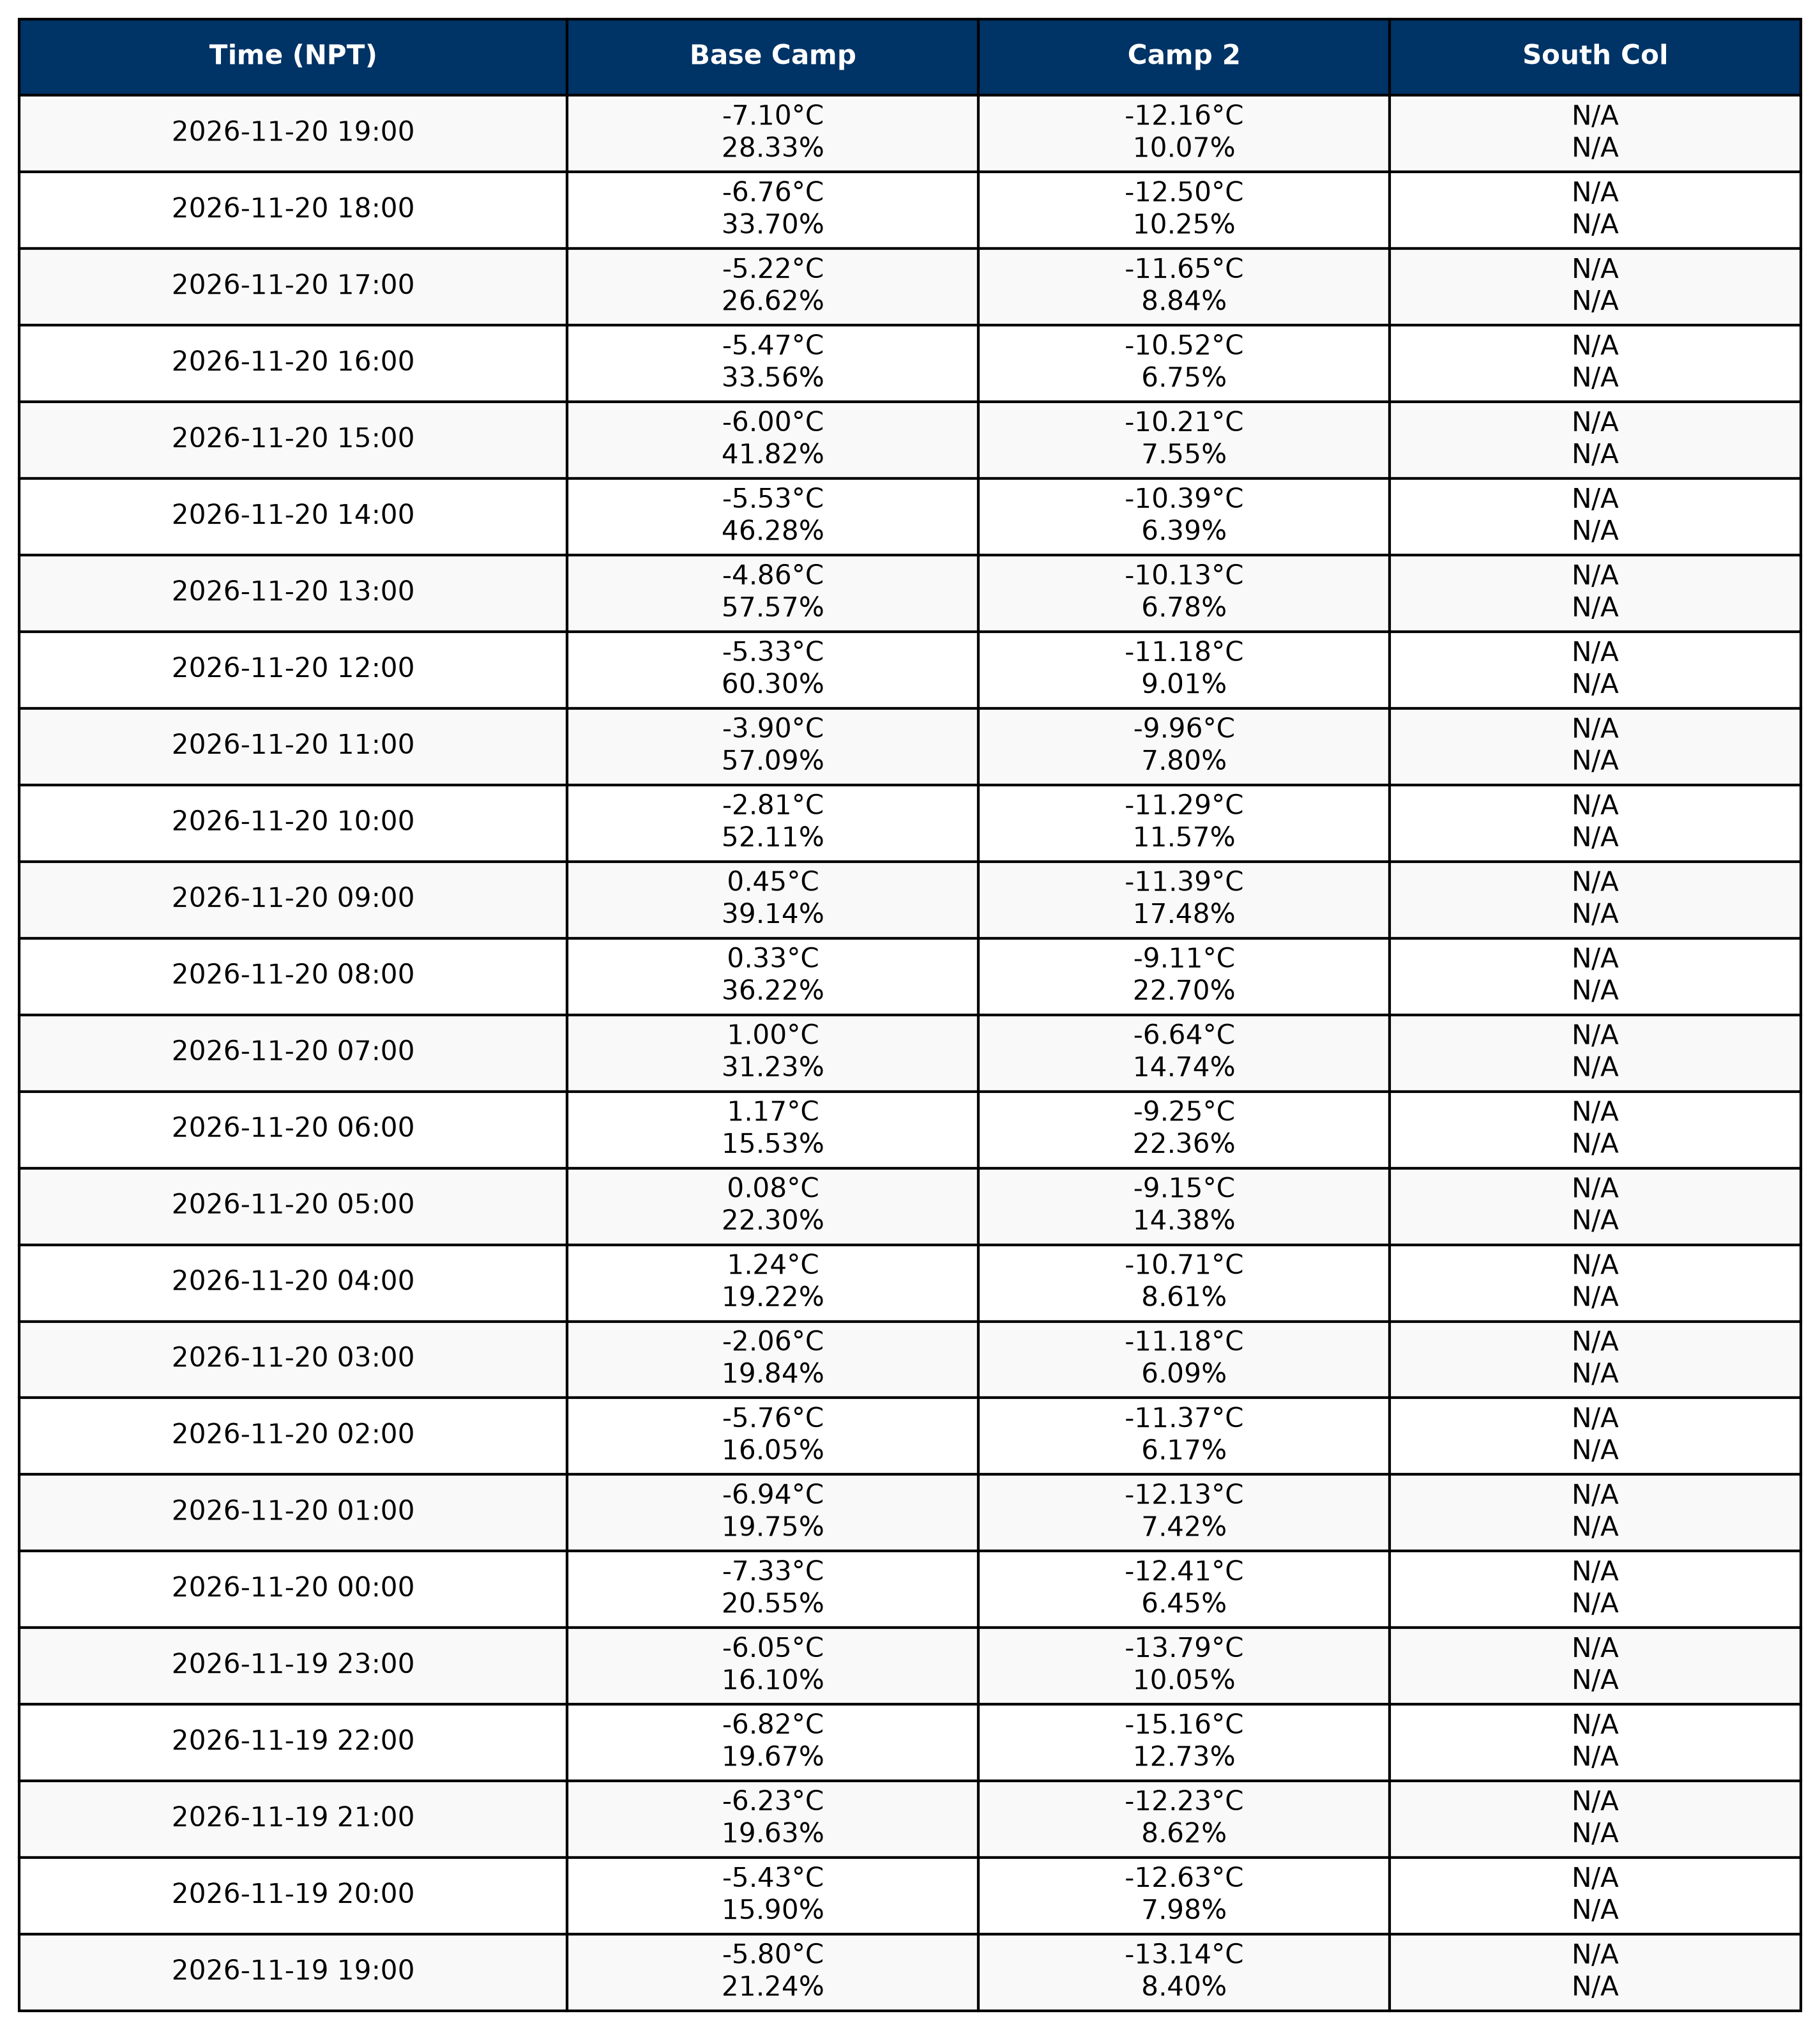 Time (NPT) Base Camp Camp 2 South Col
2026-11-20 19:00 -7.10°C -12.16°C N/A
28.33% 10.07% N/A
2026-11-20 18:00 -6.76°C -12.50°C N/A
33.70% 10.25% N/A
2026-11-20 17:00 -5.22°C -11.65°C N/A
26.62% 8.84% N/A
2026-11-20 16:00 -5.47°C -10.52°C N/A
33.56% 6.75% N/A
2026-11-20 15:00 -6.00°C -10.21°C N/A
41.82% 7.55% N/A
2026-11-20 14:00 -5.53°C -10.39°C N/A
46.28% 6.39% N/A
2026-11-20 13:00 -4.86°C -10.13°C N/A
57.57% 6.78% N/A
2026-11-20 12:00 -5.33°C -11.18°C N/A
60.30% 9.01% N/A
2026-11-20 11:00 -3.90°C -9.96°C N/A
57.09% 7.80% N/A
2026-11-20 10:00 -2.81°C -11.29°C N/A
52.11% 11.57% N/A
2026-11-20 09:00 0.45°C -11.39°C N/A
39.14% 17.48% N/A
2026-11-20 08:00 0.33°C -9.11°C N/A
36.22% 22.70% N/A
2026-11-20 07:00 1.00°C -6.64°C N/A
31.23% 14.74% N/A
2026-11-20 06:00 1.17°C -9.25°C N/A
15.53% 22.36% N/A
2026-11-20 05:00 0.08°C -9.15°C N/A
22.30% 14.38% N/A
2026-11-20 04:00 1.24°C -10.71°C N/A
19.22% 8.61% N/A
2026-11-20 03:00 -2.06°C -11.18°C N/A
19.84% 6.09% N/A
2026-11-20 02:00 -5.76°C -11.37°C N/A
16.05% 6.17% N/A
2026-11-20 01:00 -6.94°C -12.13°C N/A
19.75% 7.42% N/A
2026-11-20 00:00 -7.33°C -12.41°C N/A
20.55% 6.45% N/A
2026-11-19 23:00 -6.05°C -13.79°C N/A
16.10% 10.05% N/A
2026-11-19 22:00 -6.82°C -15.16°C N/A
19.67% 12.73% N/A
2026-11-19 21:00 -6.23°C -12.23°C N/A
19.63% 8.62% N/A
2026-11-19 20:00 -5.43°C -12.63°C N/A
15.90% 7.98% N/A
2026-11-19 19:00 -5.80°C -13.14°C N/A
21.24% 8.40% N/A